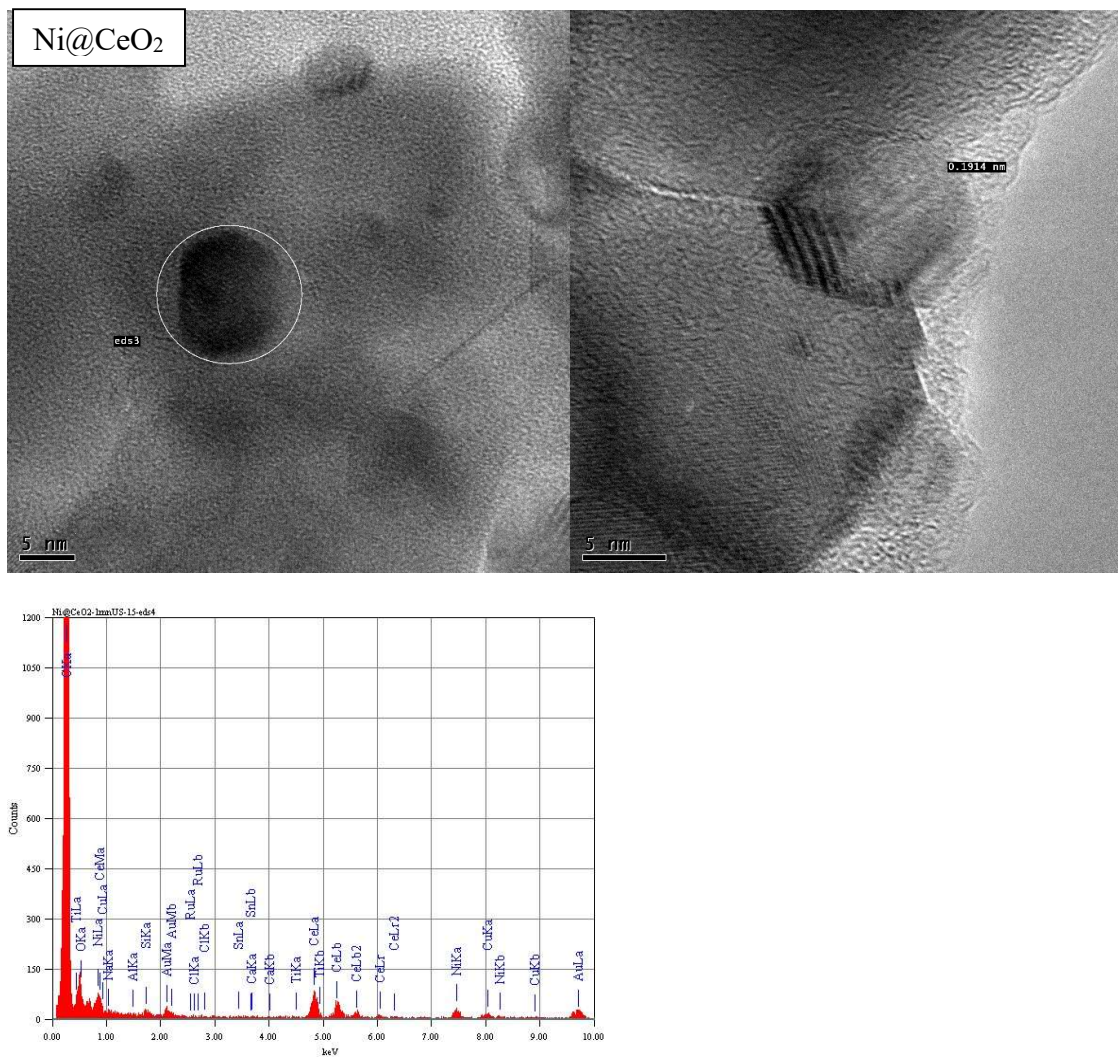 Ni@CeO₂
0.1914 nm
eds3
5 nm
5 nm
Ni@CeO2-1mnUS-15-eds4
1200
1050
900
750
600
450
300
150
0
Counts
TiLa
OKa
NiLa
CuLa
CeMa
NaKa
AlKa
SiKa
AuMa
AuMb
ClKa
RuLa
RuLb
ClKb
SnLa
CaKa
SnLb
CaKb
TiKa
CeLa
TiKb
CeLb
CeLb2
CeLr
CeLr2
NiKa
CuKa
NiKb
CuKb
AuLa
0.00 1.00 2.00 3.00 4.00 5.00 6.00 7.00 8.00 9.00 10.00
keV